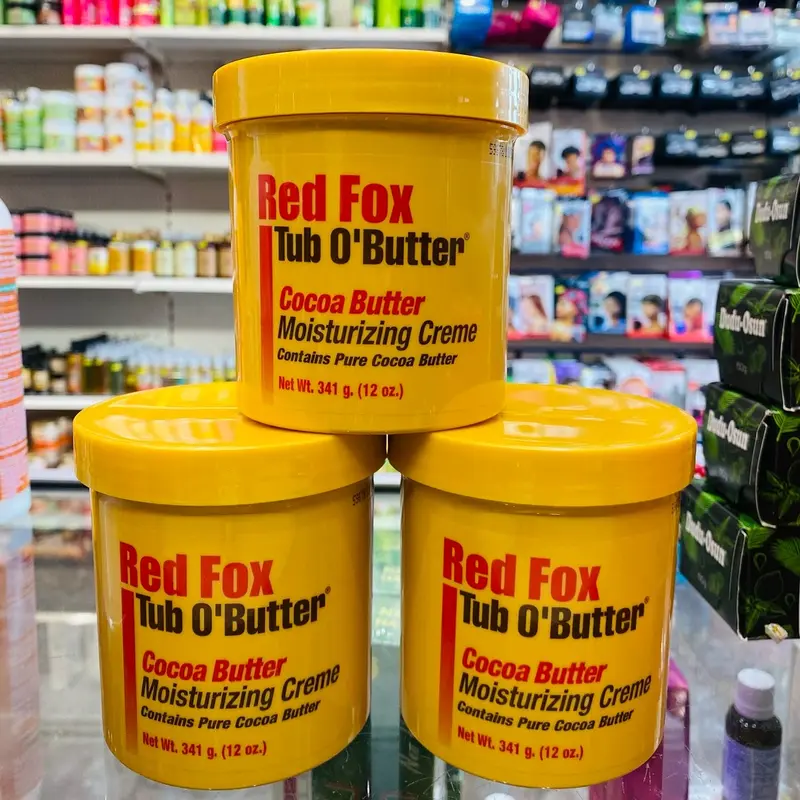 Red Fox
Tub O'Butter®
Cocoa Butter
Moisturizing Creme
Contains Pure Cocoa Butter
Net Wt. 341 g. (12 oz.)
Red Fox
Tub O'Butter®
Cocoa Butter
Moisturizing Creme
Contains Pure Cocoa Butter
Net Wt. 341 g. (12 oz.)
Red Fox
Tub O'Butter®
Cocoa Butter
Moisturizing Creme
Contains Pure Cocoa Butter
Net Wt. 341 g. (12 oz.)
Dudu-Osun
Dudu-Osun
Dudu-Osun
Dudu-Osun